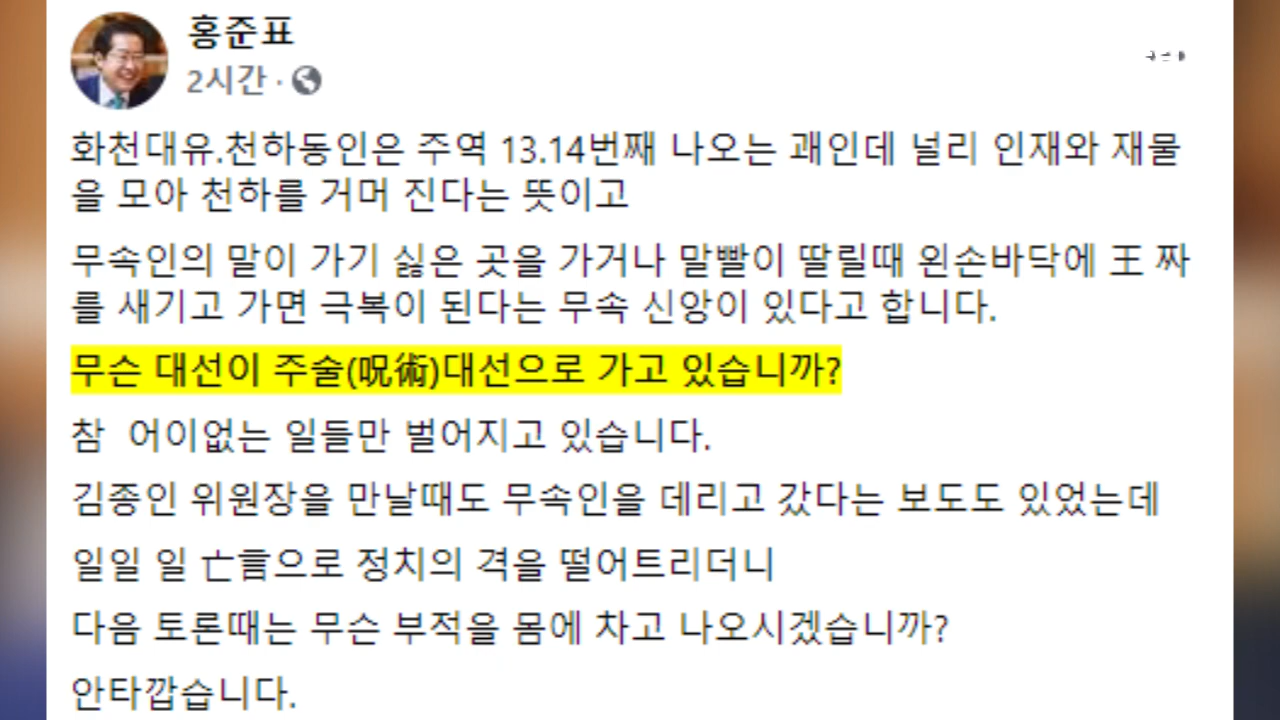 홍준표
2시간 ·
화천대유.천하동인은 주역 13.14번째 나오는 괘인데 널리 인재와 재물
을 모아 천하를 거머 진다는 뜻이고
무속인의 말이 가기 싫은 곳을 가거나 말빨이 딸릴때 왼손바닥에 王 짜
를 새기고 가면 극복이 된다는 무속 신앙이 있다고 합니다.
무슨 대선이 주술(呪術)대선으로 가고 있습니까?
참  어이없는 일들만 벌어지고 있습니다.
김종인 위원장을 만날때도 무속인을 데리고 갔다는 보도도 있었는데
일일 일 亡言으로 정치의 격을 떨어트리더니
다음 토론때는 무슨 부적을 몸에 차고 나오시겠습니까?
안타깝습니다.